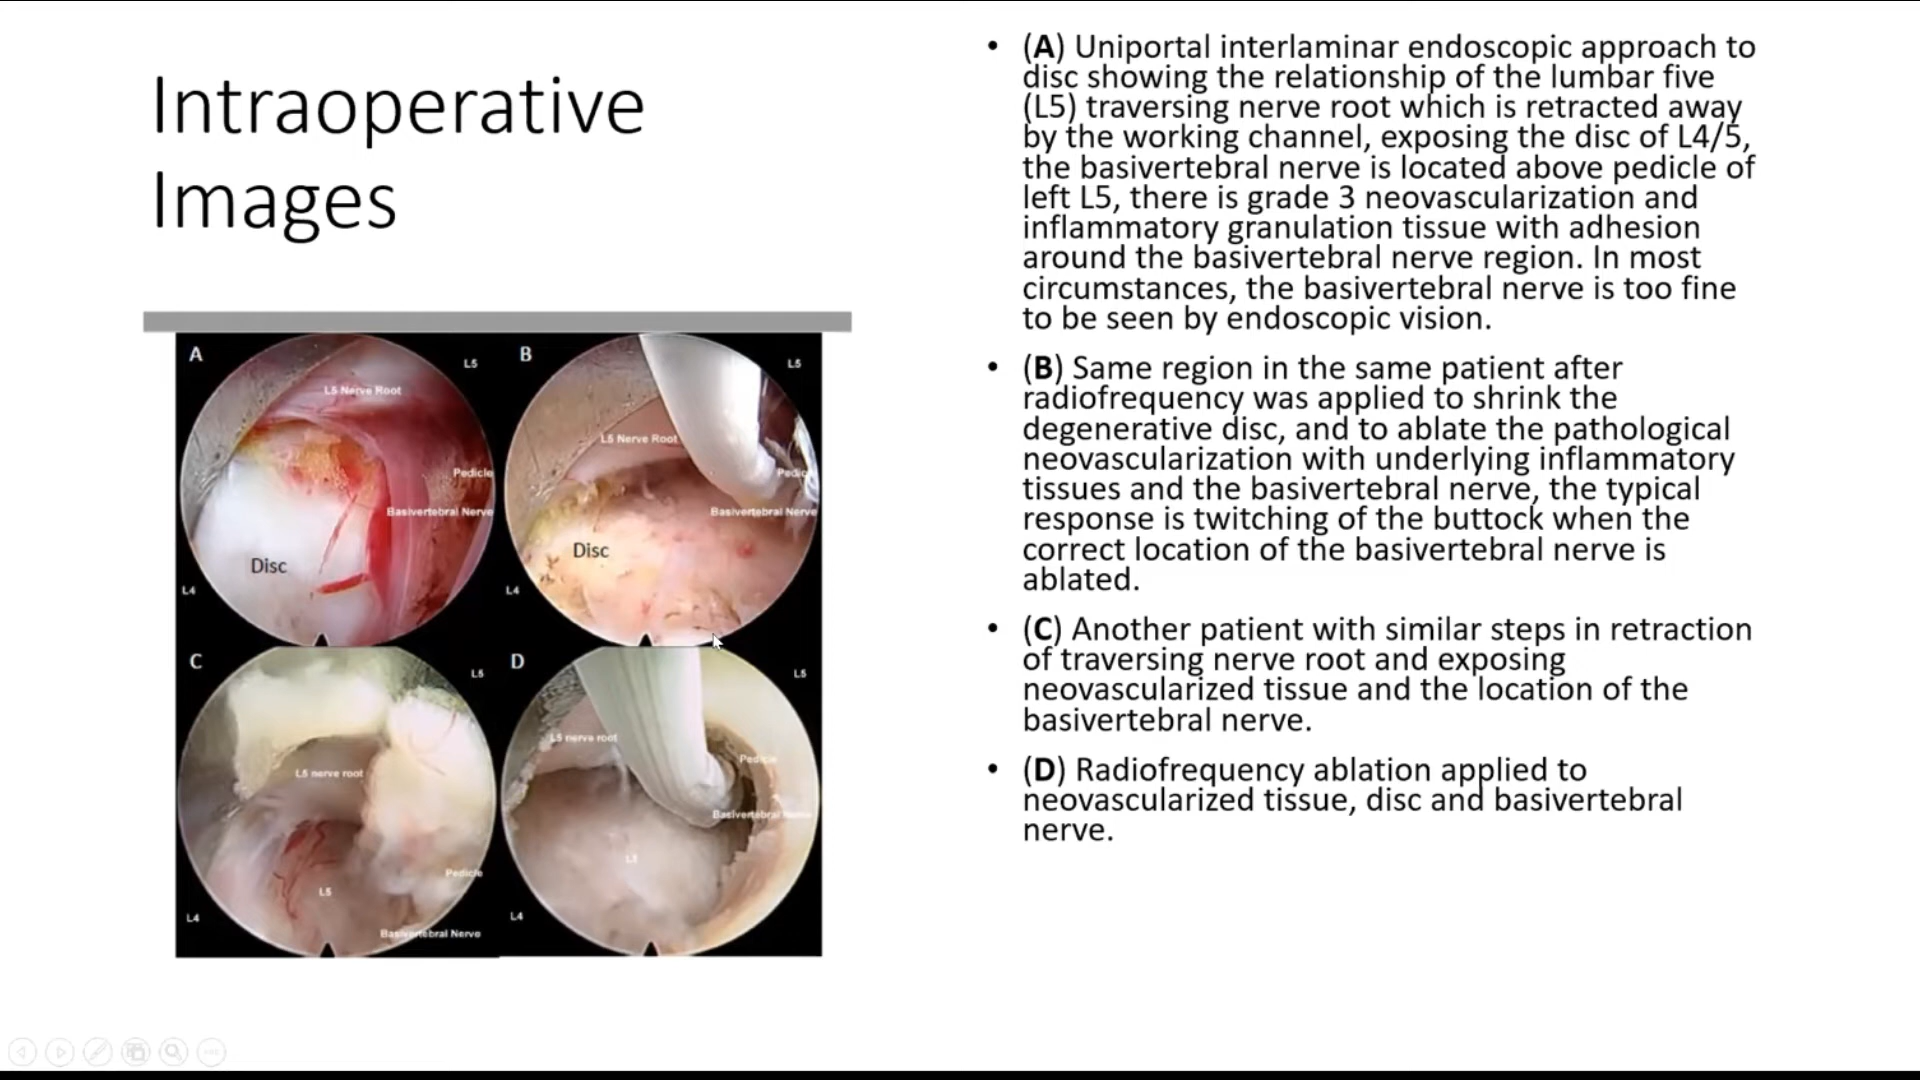 Intraoperative
Images
A
L5
L5 Nerve Root
Pedicle
Basivertebral Nerve
Disc
L4
B
L5
L5 Nerve Root
Basivertebral Nerve
Disc
L4
C
L5
L5 nerve root
L5
Pedicle
L4
Basivertebral Nerve
D
L5
L5 nerve root
Pedicle
Basivertebral
L4
• (A) Uniportal interlaminar endoscopic approach to
disc showing the relationship of the lumbar five
(L5) traversing nerve root which is retracted away
by the working channel, exposing the disc of L4/5,
the basivertebral nerve is located above pedicle of
left L5, there is grade 3 neovascularization and
inflammatory granulation tissue with adhesion
around the basivertebral nerve region. In most
circumstances, the basivertebral nerve is too fine
to be seen by endoscopic vision.
• (B) Same region in the same patient after
radiofrequency was applied to shrink the
degenerative disc, and to ablate the pathological
neovascularization with underlying inflammatory
tissues and the basivertebral nerve, the typical
response is twitching of the buttock when the
correct location of the basivertebral nerve is
ablated.
• (C) Another patient with similar steps in retraction
of traversing nerve root and exposing
neovascularized tissue and the location of the
basivertebral nerve.
• (D) Radiofrequency ablation applied to
neovascularized tissue, disc and basivertebral
nerve.